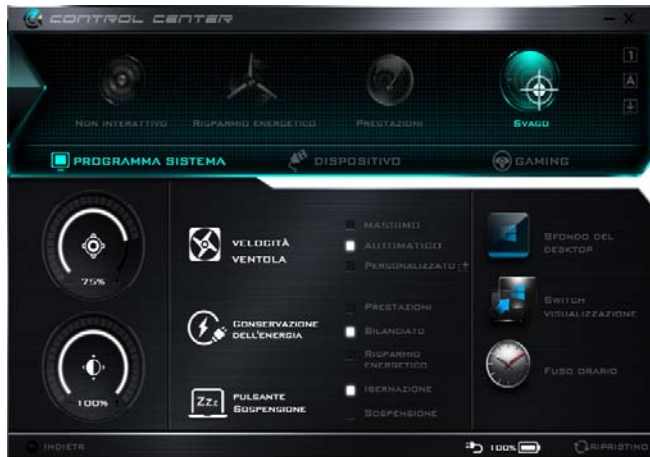 CONTROL CENTER
1
A
NON INTERATTIVO
RISPARMIO ENERGETICO
PRESTAZIONI
SVAGO
PROGRAMMA SISTEMA
DISPOSITIVO
GAMING
75%
VELOCITÀ
VENTOLA
MASSIMO
AUTOMATICO
PERSONALIZZATO
CONSERVAZIONE
DELL'ENERGIA
PRESTAZIONI
BILANCIATO
RISPARMIO
ENERGETICO
100%
Zzz
PULSANTE
SOSPENSIONE
IBERNAZIONE
SOSPENSIONE
SFONDO DEL
DESKTOP
SWITCH
VISUALIZZAZIONE
FUSO ORARIO
INDIETR
100%
RIPRISTINO